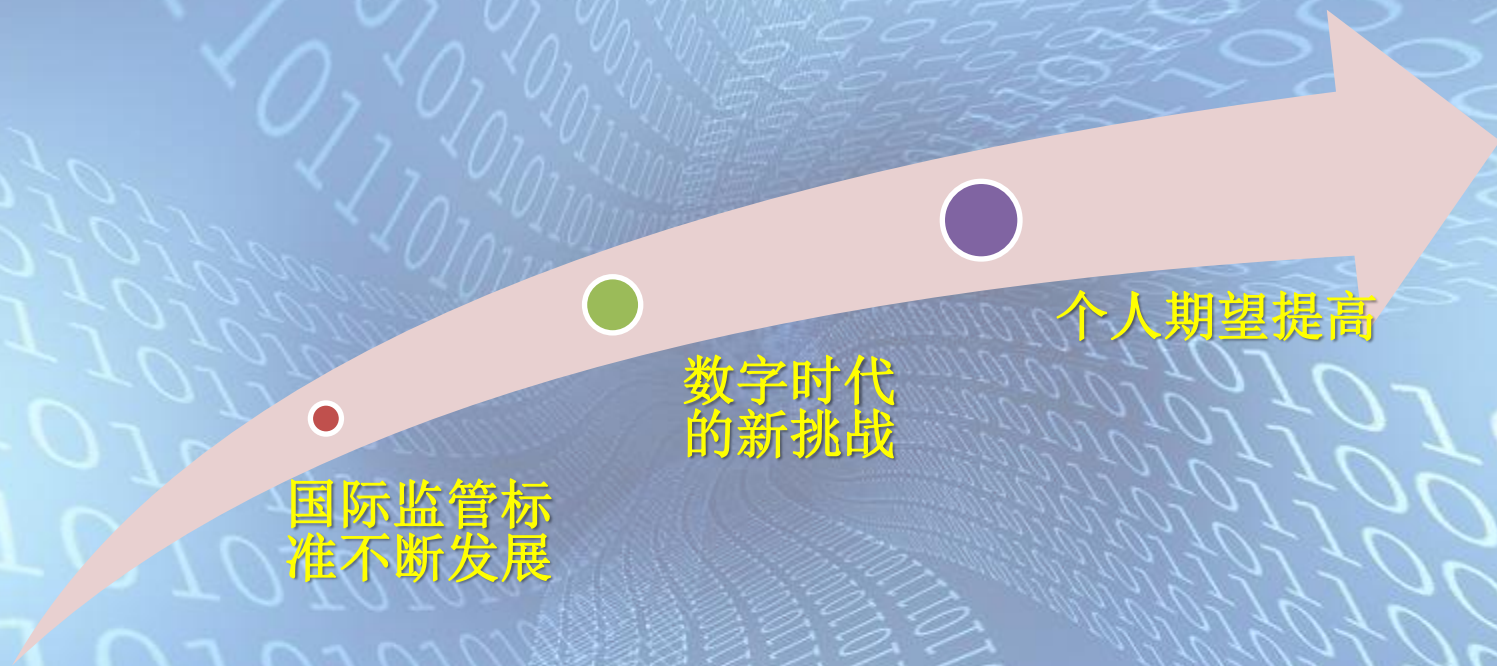 国际监管标
准不断发展
数字时代
的新挑战
个人期望提高